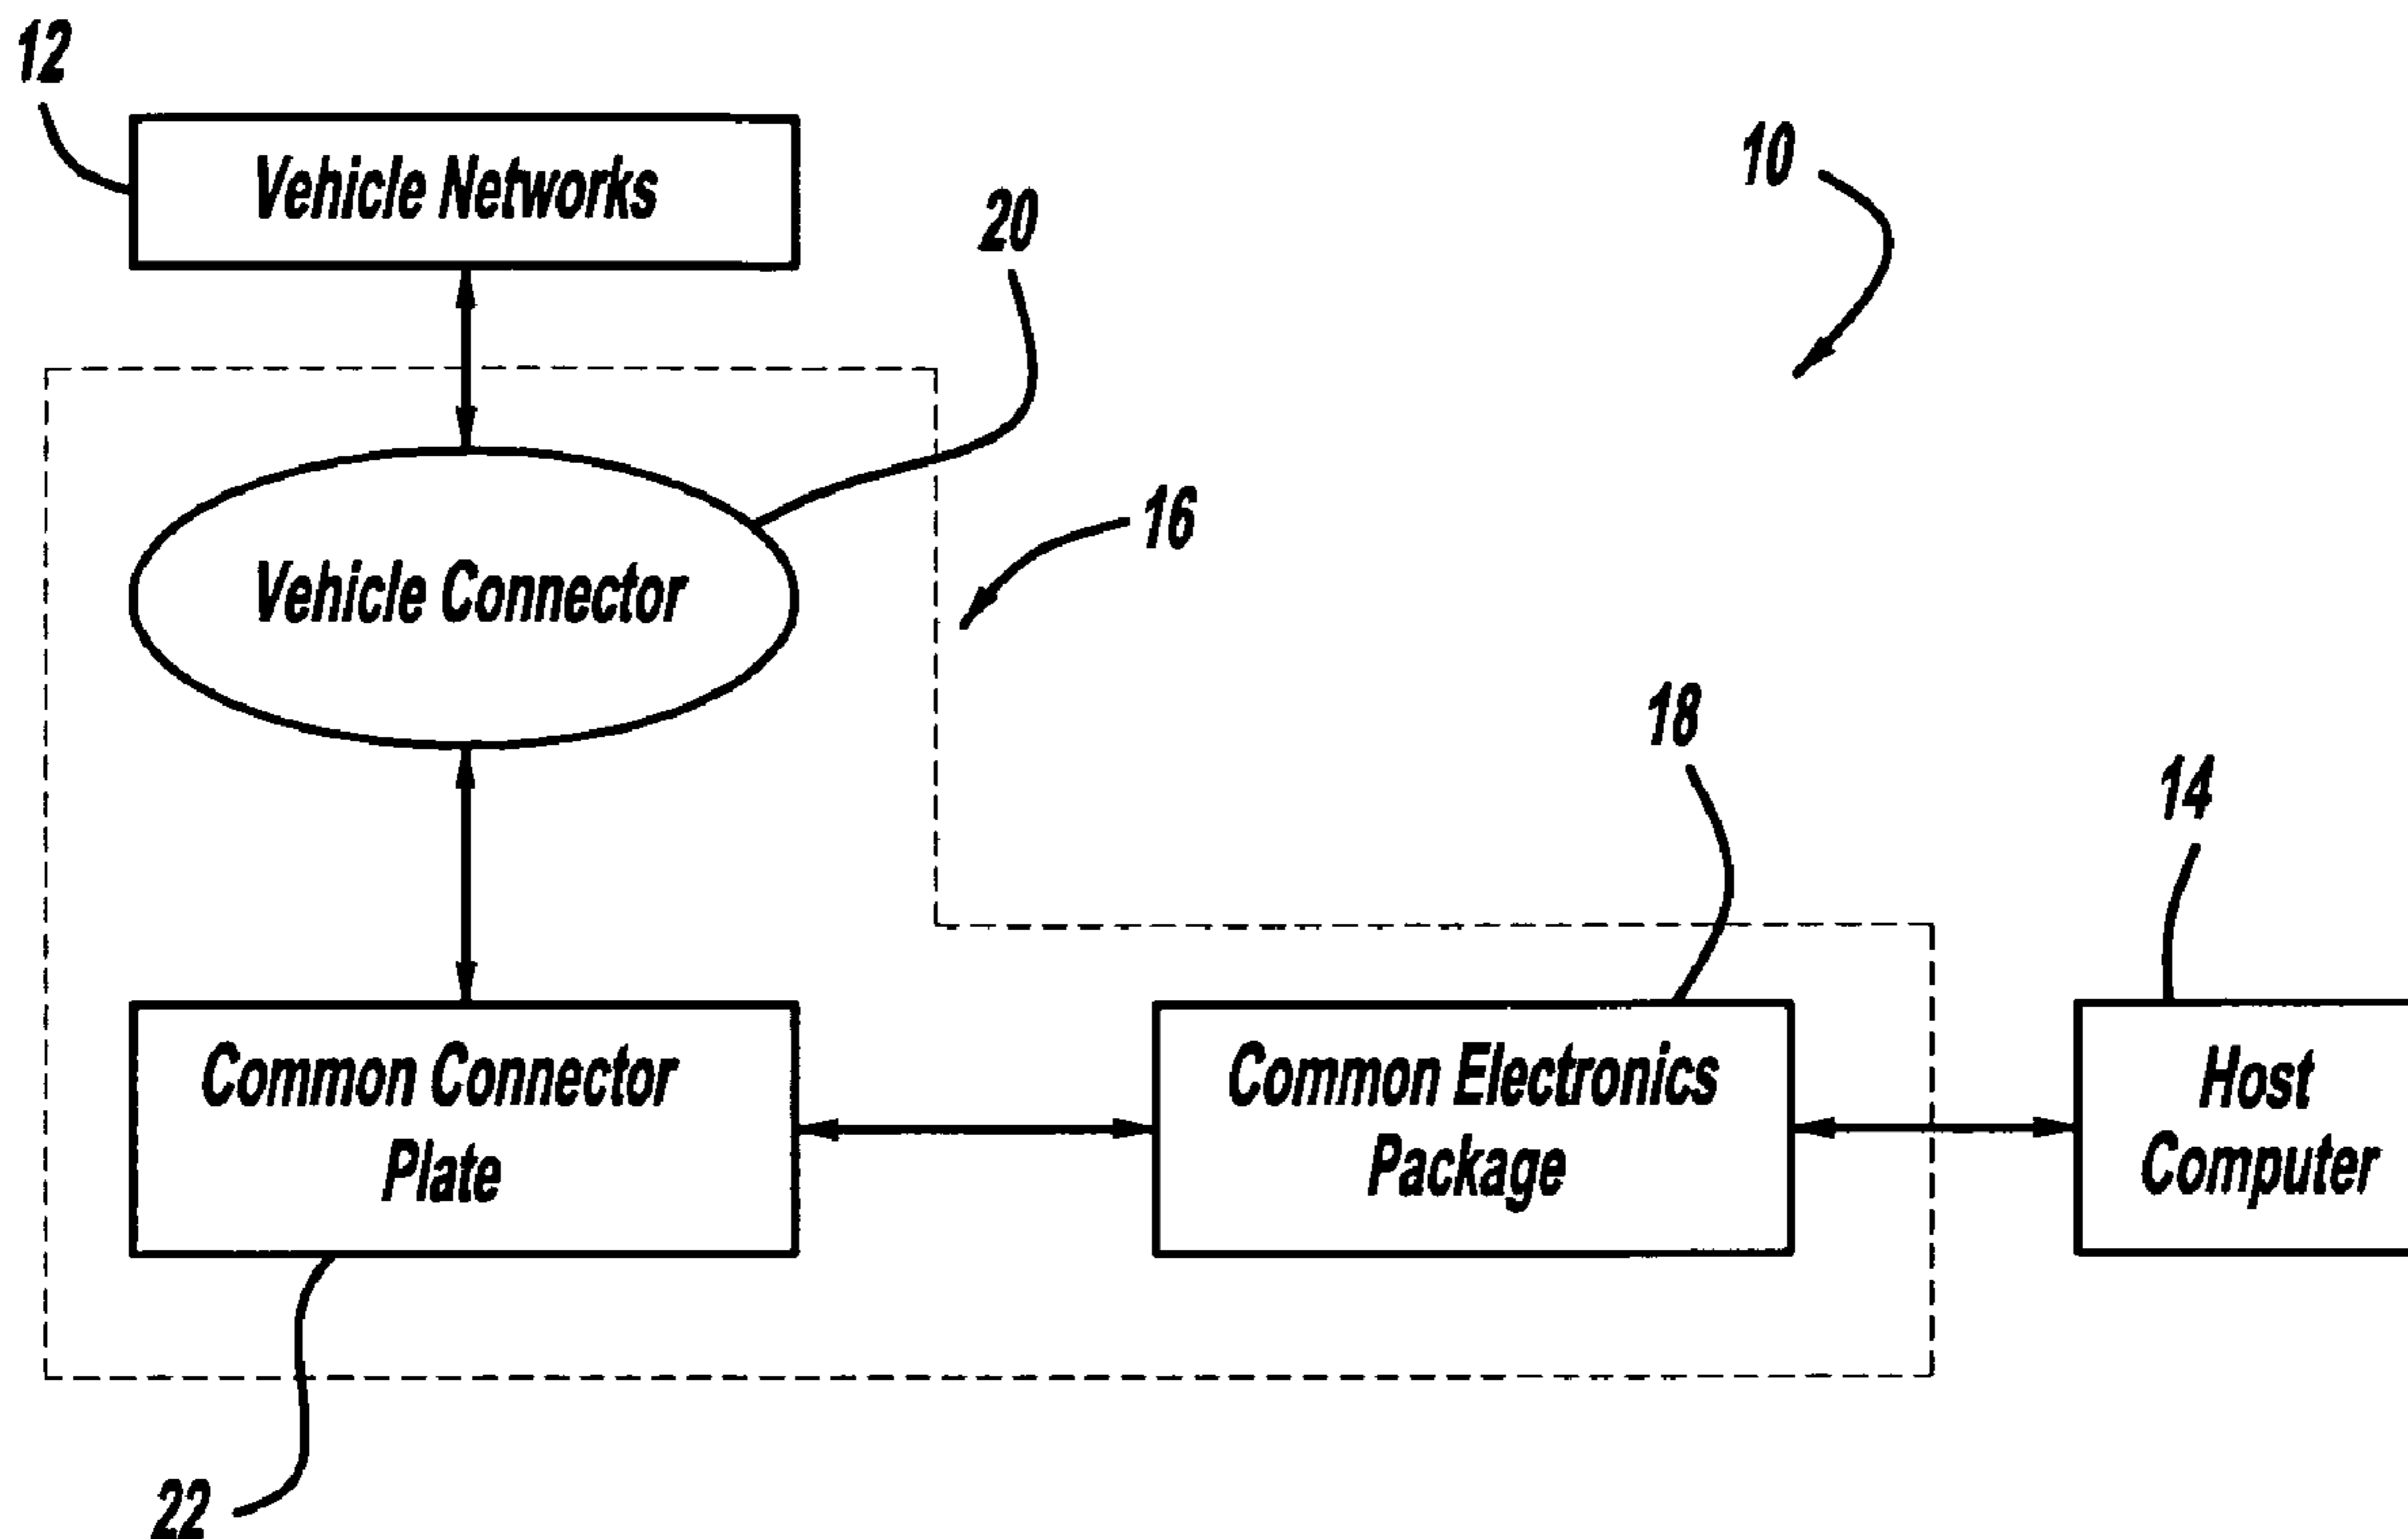 12
Vehicle Networks
10
20
Vehicle Connector
16
18
14
Common Connector
Plate
Common Electronics
Package
Host
Computer
22